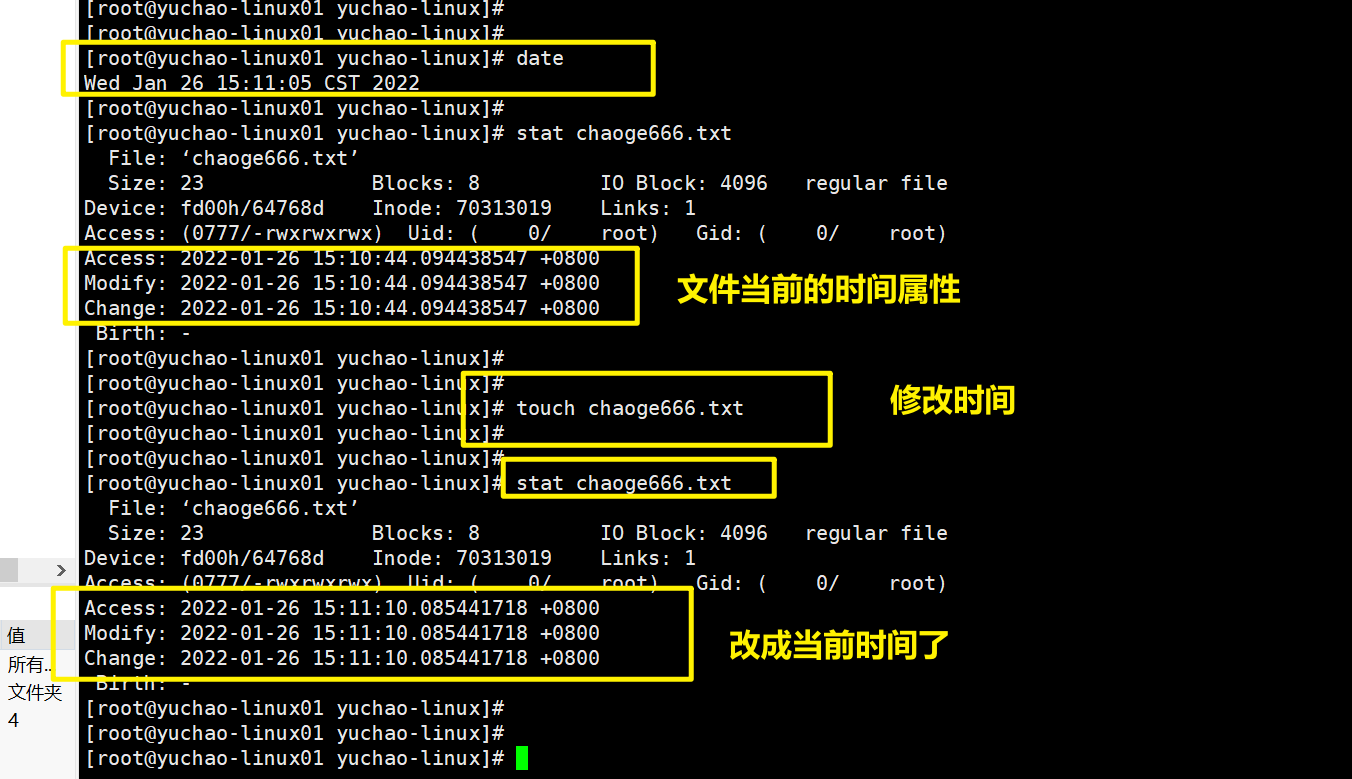 [root@yuchao-linux01 yuchao-linux]#
[root@yuchao-linux01 yuchao-linux]#
[root@yuchao-linux01 yuchao-linux]# date
Wed Jan 26 15:11:05 CST 2022
[root@yuchao-linux01 yuchao-linux]#
[root@yuchao-linux01 yuchao-linux]# stat chaoge666.txt
  File: ‘chaoge666.txt’
  Size: 23              Blocks: 8          IO Block: 4096   regular file
Device: fd00h/64768d    Inode: 70313019    Links: 1
Access: (0777/-rwxrwxrwx)  Uid: (    0/    root)   Gid: (    0/    root)
Access: 2022-01-26 15:10:44.094438547 +0800
Modify: 2022-01-26 15:10:44.094438547 +0800
文件当前的时间属性
Change: 2022-01-26 15:10:44.094438547 +0800
 Birth: -
[root@yuchao-linux01 yuchao-linux]#
[root@yuchao-linux01 yuchao-linux]#
[root@yuchao-linux01 yuchao-linux]# touch chaoge666.txt
修改时间
[root@yuchao-linux01 yuchao-linux]#
[root@yuchao-linux01 yuchao-linux]#
[root@yuchao-linux01 yuchao-linux]# stat chaoge666.txt
  File: ‘chaoge666.txt’
  Size: 23              Blocks: 8          IO Block: 4096   regular file
Device: fd00h/64768d    Inode: 70313019    Links: 1
Access: (0777/-rwxrwxrwx)  Uid: (    0/    root)   Gid: (    0/    root)
Access: 2022-01-26 15:11:10.085441718 +0800
Modify: 2022-01-26 15:11:10.085441718 +0800
改成当前时间了
Change: 2022-01-26 15:11:10.085441718 +0800
 Birth: -
[root@yuchao-linux01 yuchao-linux]#
[root@yuchao-linux01 yuchao-linux]#
[root@yuchao-linux01 yuchao-linux]#
值
所有...
文件夹
4